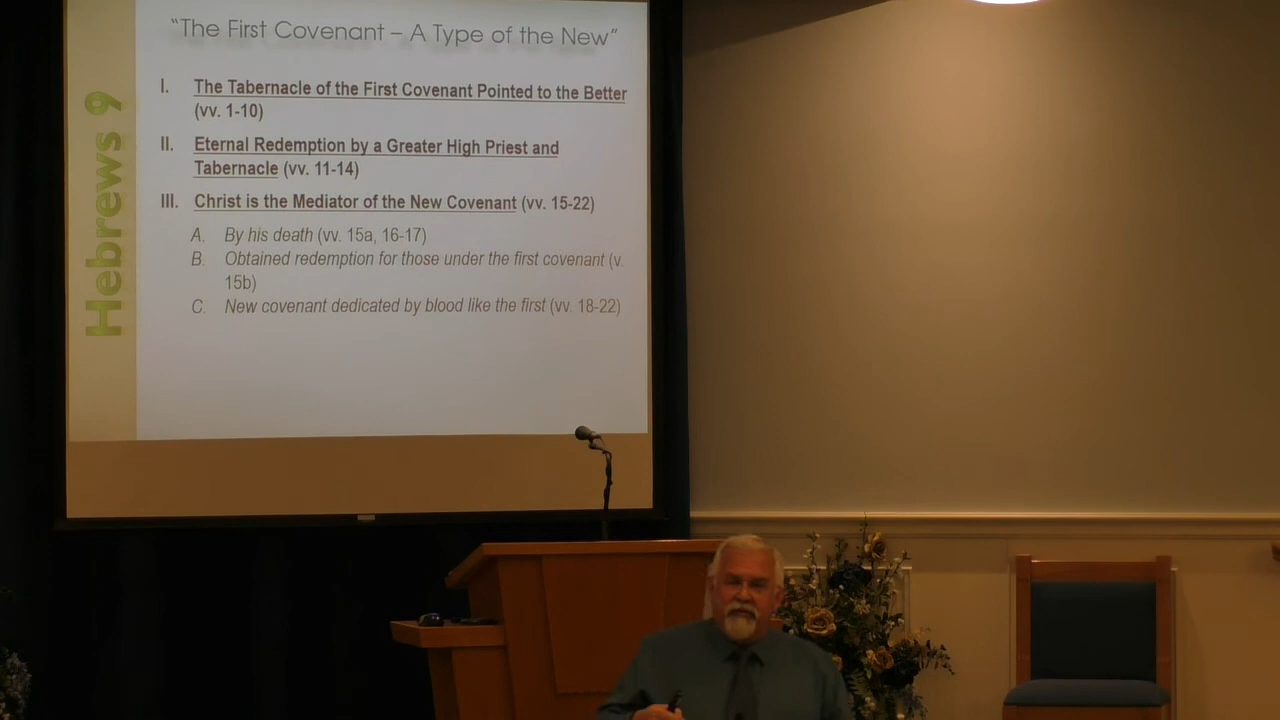 "The First Covenant – A Type of the New"
Hebrews 9
I. The Tabernacle of the First Covenant Pointed to the Better
(vv. 1-10)
II. Eternal Redemption by a Greater High Priest and
Tabernacle (vv. 11-14)
III. Christ is the Mediator of the New Covenant (vv. 15-22)
A. By his death (vv. 15a, 16-17)
B. Obtained redemption for those under the first covenant (v.
15b)
C. New covenant dedicated by blood like the first (vv. 18-22)